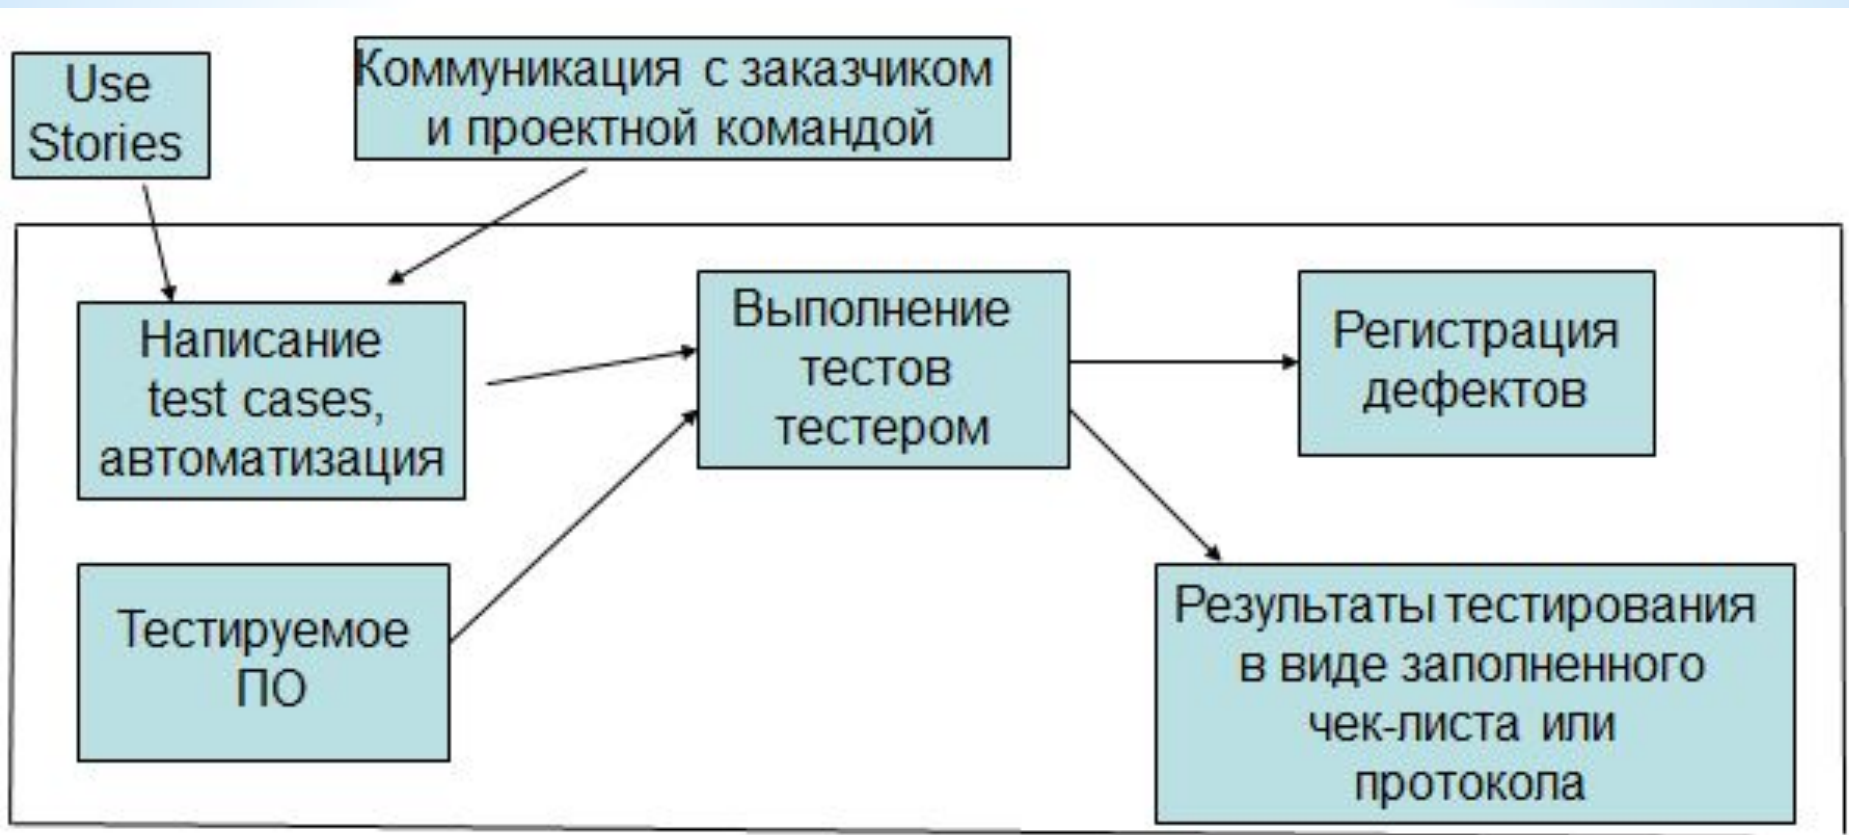 Use
Stories
Коммуникация с заказчиком
и проектной командой
Написание
test cases,
автоматизация
Выполнение
тестов
тестером
Регистрация
дефектов
Тестируемое
ПО
Результаты тестирования
в виде заполненного
чек-листа или
протокола